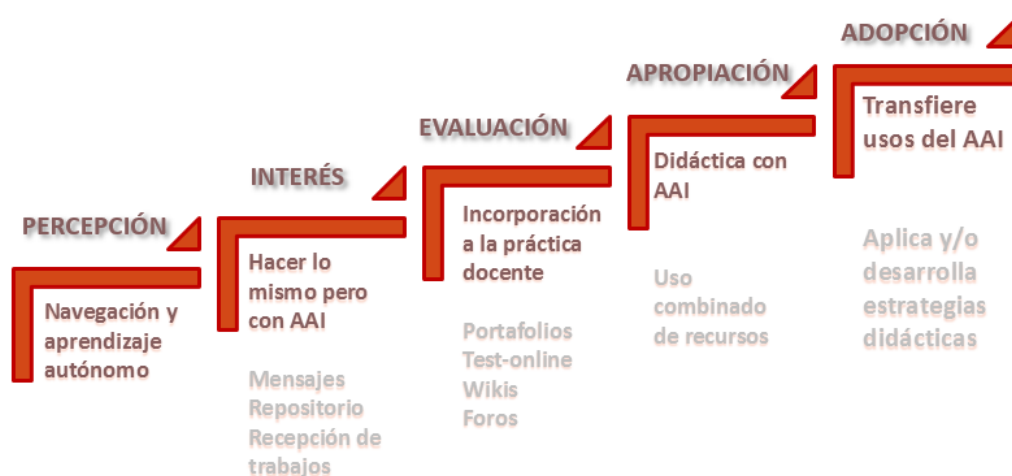 PERCEPCIÓN
Navegación y
aprendizaje
autónomo
INTERÉS
Hacer lo
mismo pero
con AAI
Mensajes
Repositorio
Recepción de
trabajos
EVALUACIÓN
Incorporación
a la práctica
docente
Portafolios
Test-online
Wikis
Foros
APROPIACIÓN
Didáctica con
AAI
Uso
combinado
de recursos
ADOPCIÓN
Transfiere
usos del AAI
Aplica y/o
desarrolla
estrategias
didácticas